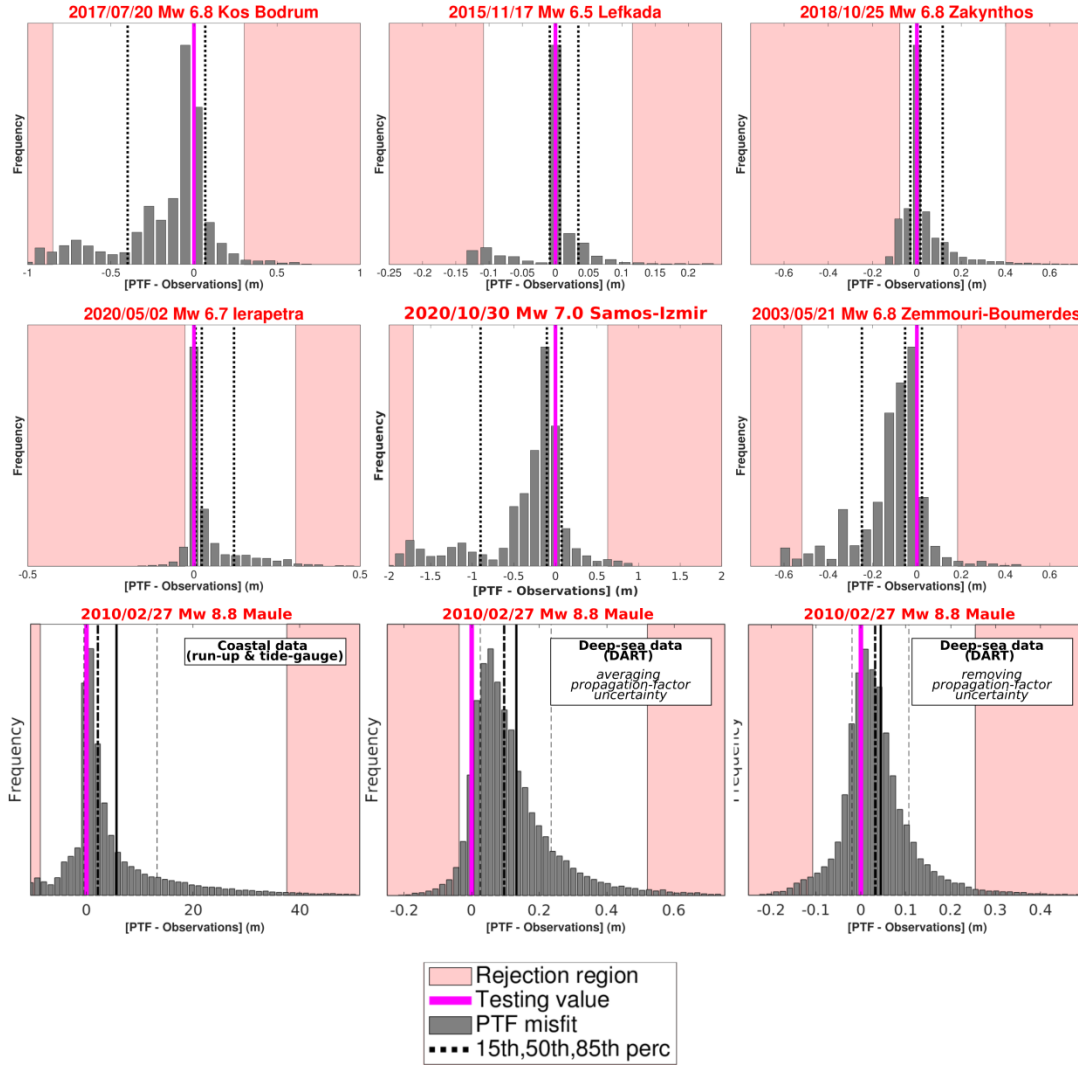 2017/07/20 Mw 6.8 Kos Bodrum
2015/11/17 Mw 6.5 Lefkada
2018/10/25 Mw 6.8 Zakynthos
Frequency
Frequency
Frequency
-1 -0.5 0 0.5 1
-0.25 -0.2 -0.15 -0.1 -0.05 0 0.05 0.1 0.15 0.2
-0.6 -0.4 -0.2 0 0.2 0.4 0.6
[PTF - Observations] (m)
[PTF - Observations] (m)
[PTF - Observations] (m)
2020/05/02 Mw 6.7 Ierapetra
2020/10/30 Mw 7.0 Samos-Izmir
2003/05/21 Mw 6.8 Zemmouri-Boumerdes
Frequency
Frequency
Frequency
-0.5 0 0.5
-2 -1.5 -1 -0.5 0 0.5 1 1.5 2
-0.6 -0.4 -0.2 0 0.2 0.4 0.6
[PTF - Observations] (m)
[PTF - Observations] (m)
[PTF - Observations] (m)
2010/02/27 Mw 8.8 Maule
2010/02/27 Mw 8.8 Maule
2010/02/27 Mw 8.8 Maule
Coastal data
(run-up & tide-gauge)
Deep-sea data
(DART)
averaging
propagation-factor
uncertainty
Deep-sea data
(DART)
removing
propagation-factor
uncertainty
Frequency
Frequency
Frequency
0 20 40
-0.2 0 0.2 0.4 0.6
-0.2 -0.1 0 0.1 0.2 0.3 0.4
[PTF - Observations] (m)
[PTF - Observations] (m)
[PTF - Observations] (m)
Rejection region
Testing value
PTF misfit
15th,50th,85th perc